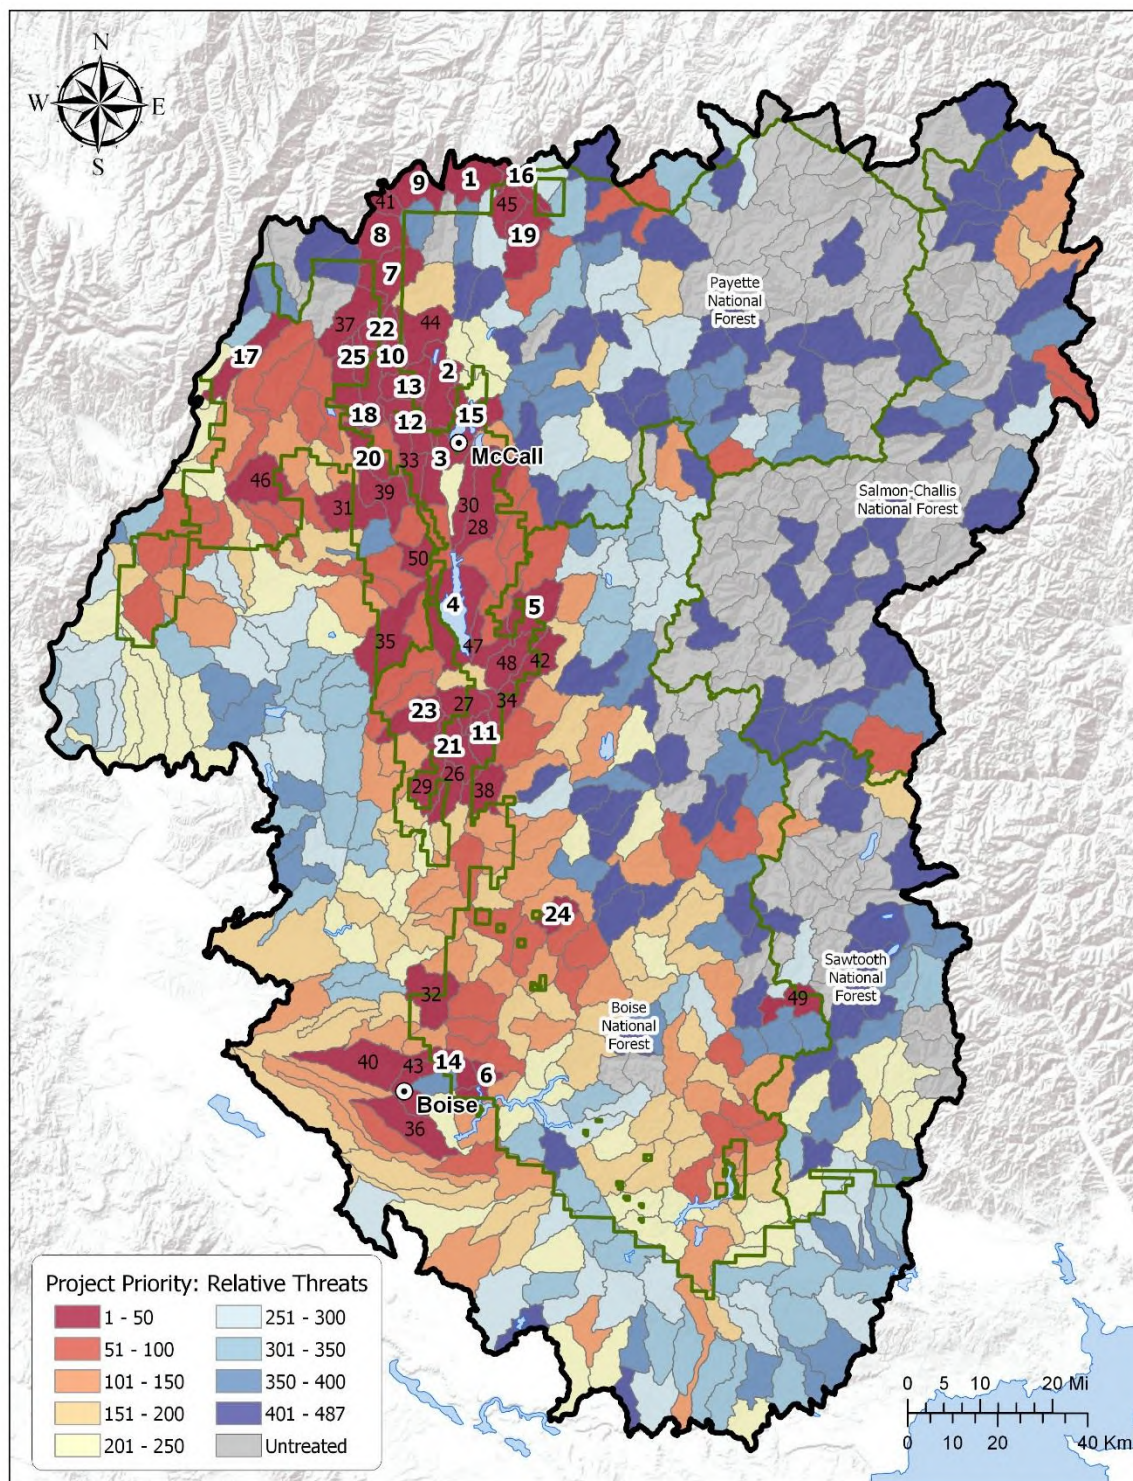 N
W E
S
9 1 16
41 45
8 19
7
Payette
National
Forest
37 22 44
17 25 10 2
13
18 12 15
20 33 3 McCall
46 39 30
31 28
Salmon-Challis
National Forest
50
4 5
35 47 48 42
27 34
23 11
21
29 26 38
24
32
Sawtooth
National
Forest
49
Boise
National
Forest
40 43 14 6
Boise
36
Project Priority: Relative Threats
1 - 50 251 - 300
51 - 100 301 - 350
101 - 150 350 - 400
151 - 200 401 - 487
201 - 250 Untreated
0 5 10 20 Mi
0 10 20 40 Km